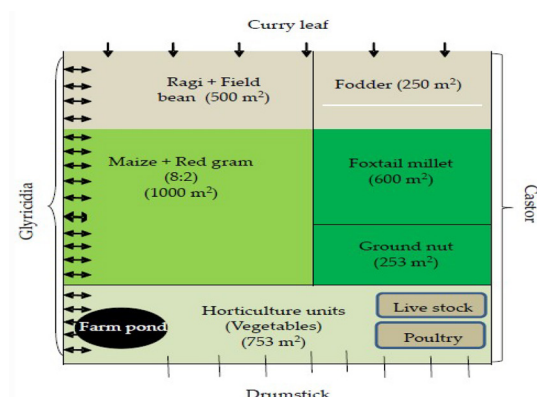 Curry leaf
Ragi + Field
bean (500 m²)
Fodder (250 m²)
Maize + Red gram
(8:2)
(1000 m²)
Foxtail millet
(600 m²)
Glyricidia
Castor
Ground nut
(253 m²)
Horticulture units
(Vegetables)
(753 m²)
Farm pond
Live stock
Poultry
Drumstick